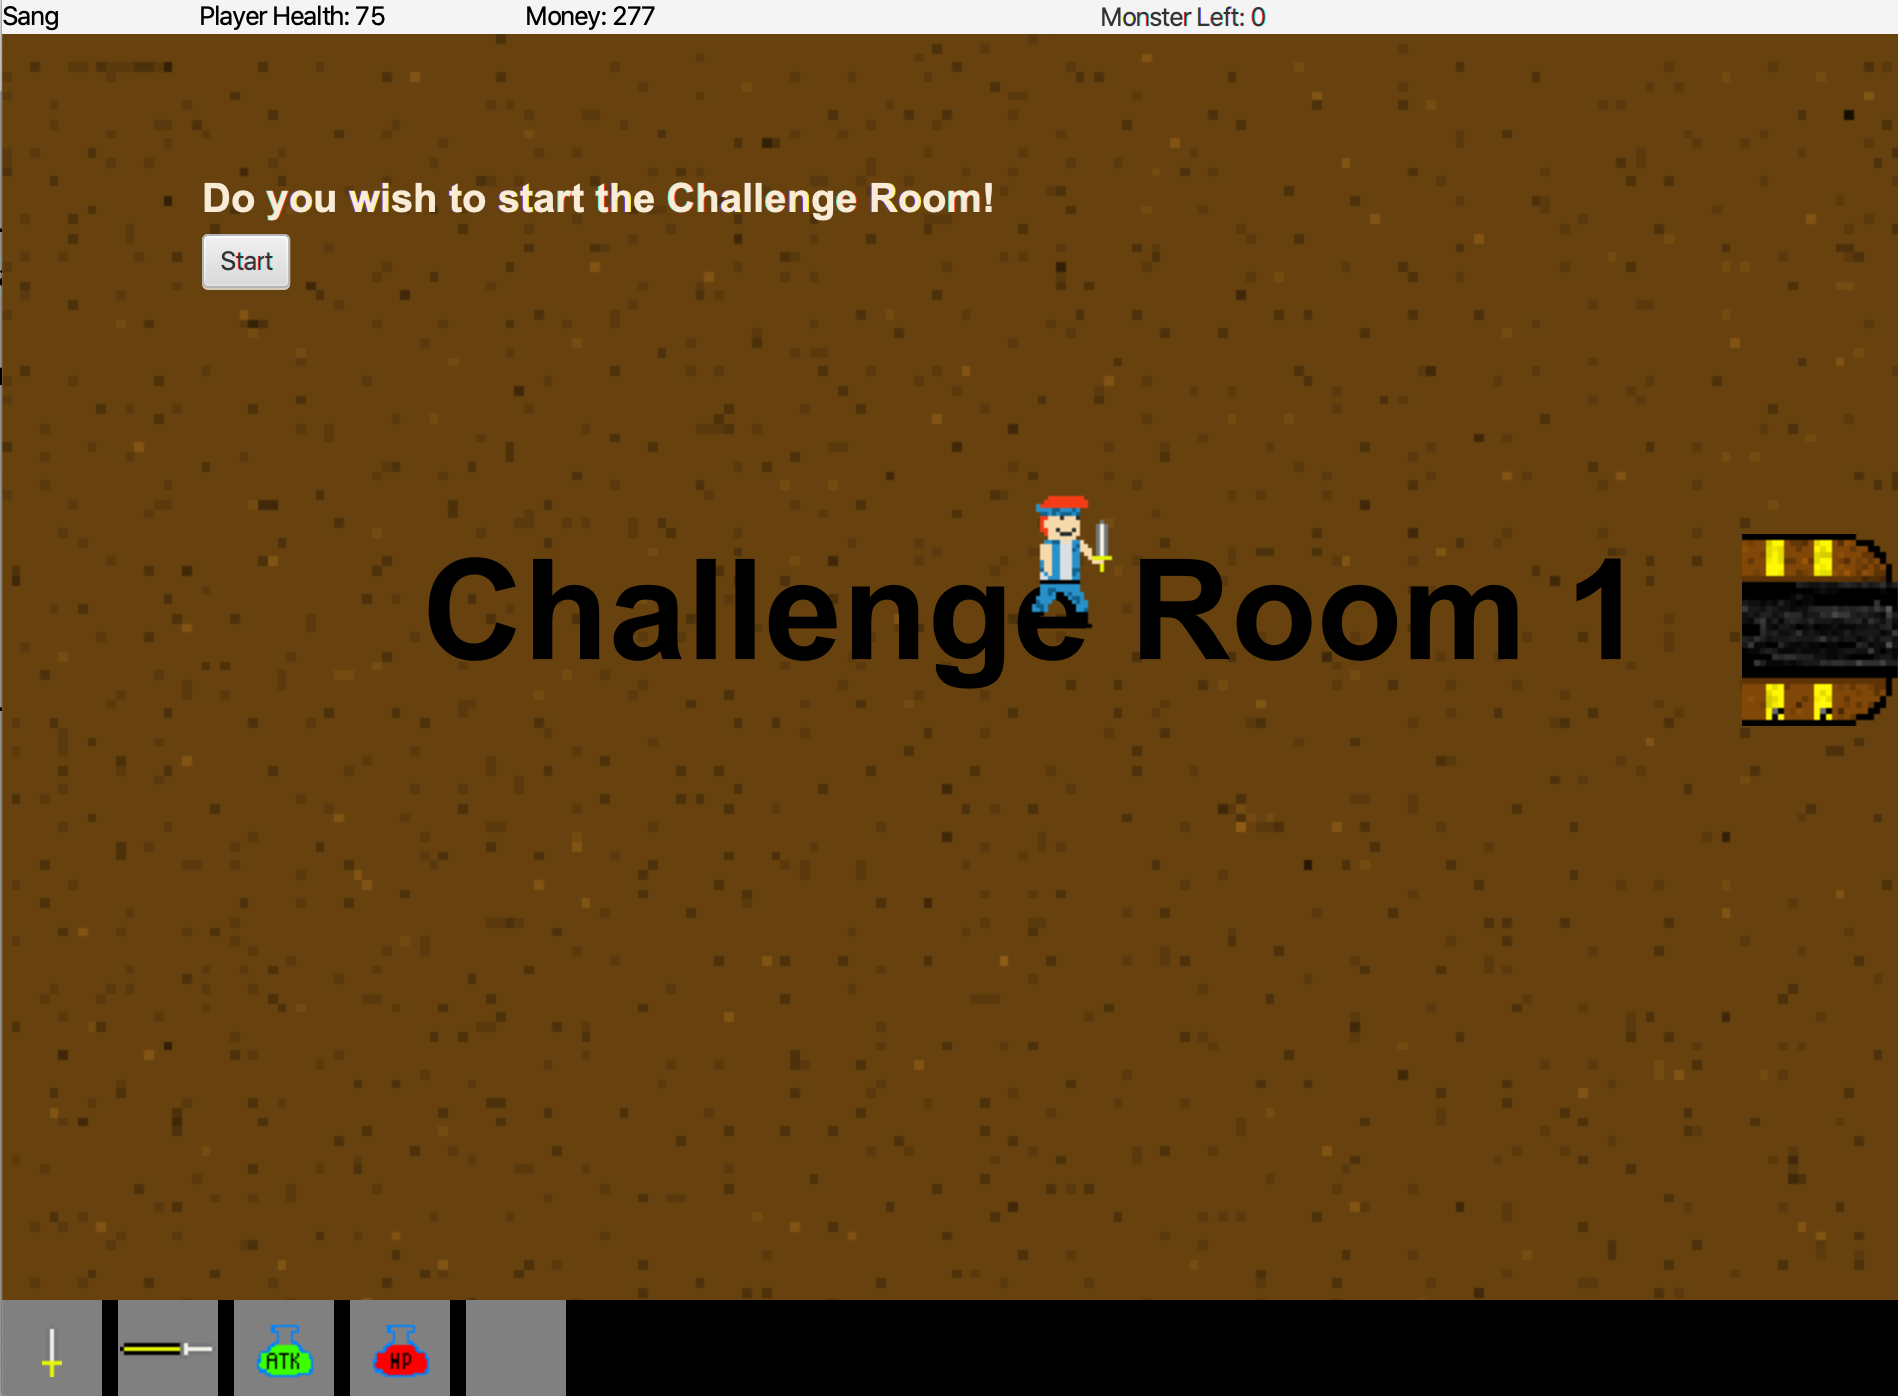 Sang Player Health: 75 Money: 277 Monster Left: 0
Do you wish to start the Challenge Room!
Start
Challenge Room 1
ATK HP